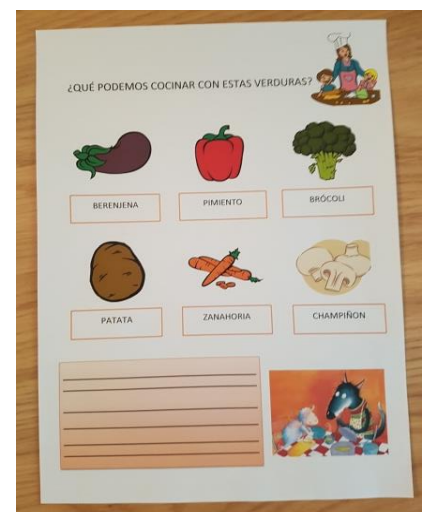 ¿QUÉ PODEMOS COCINAR CON ESTAS VERDURAS?
BERENJENA
PIMIENTO
BRÓCOLI
PATATA
ZANAHORIA
CHAMPIÑON